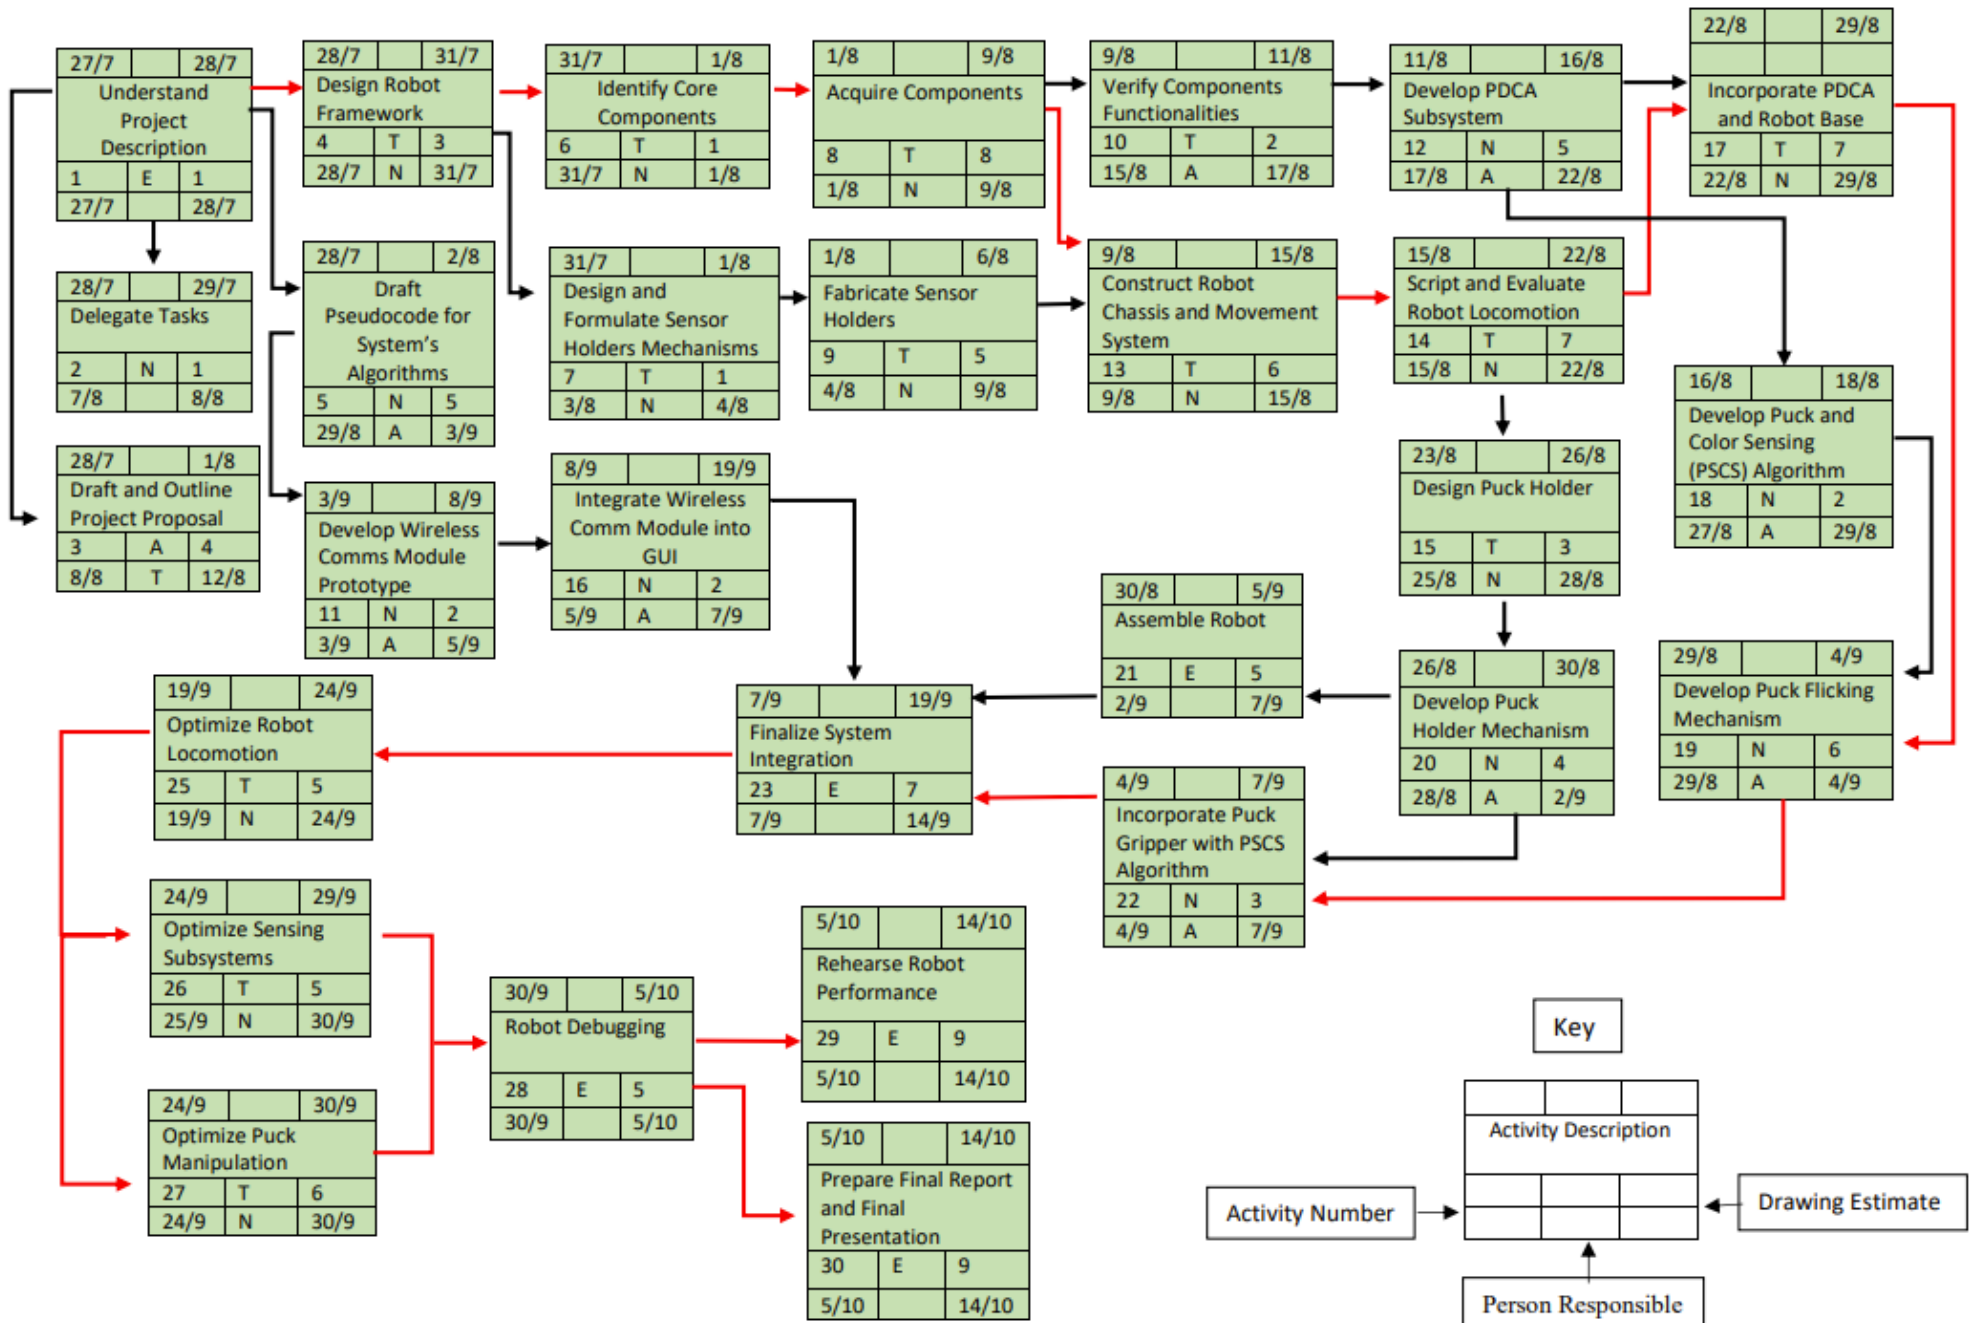 27/7 28/7
Understand
Project
Description
1 E 1
27/7 28/7
28/7 31/7
Design Robot
Framework
4 T 3
28/7 N 31/7
31/7 1/8
Identify Core
Components
6 T 1
31/7 N 1/8
1/8 9/8
Acquire Components
8 T 8
1/8 N 9/8
9/8 11/8
Verify Components
Functionalities
10 T 2
15/8 A 17/8
11/8 16/8
Develop PDCA
Subsystem
12 N 5
17/8 A 22/8
22/8 29/8
Incorporate PDCA
and Robot Base
17 T 7
22/8 N 29/8
28/7 29/7
Delegate Tasks
2 N 1
7/8 8/8
28/7 2/8
Draft
Pseudocode for
System's
Algorithms
5 N 5
29/8 A 3/9
31/7 1/8
Design and
Formulate Sensor
Holders Mechanisms
7 T 1
3/8 N 4/8
1/8 6/8
Fabricate Sensor
Holders
9 T 5
4/8 N 9/8
9/8 15/8
Construct Robot
Chassis and Movement
System
13 T 6
9/8 N 15/8
15/8 22/8
Script and Evaluate
Robot Locomotion
14 T 7
15/8 N 22/8
16/8 18/8
Develop Puck and
Color Sensing
(PSCS) Algorithm
18 N 2
27/8 A 29/8
28/7 1/8
Draft and Outline
Project Proposal
3 A 4
8/8 T 12/8
3/9 8/9
Develop Wireless
Comms Module
Prototype
11 N 2
3/9 A 5/9
8/9 19/9
Integrate Wireless
Comm Module into
GUI
16 N 2
5/9 A 7/9
23/8 26/8
Design Puck Holder
15 T 3
25/8 N 28/8
30/8 5/9
Assemble Robot
21 E 5
2/9 7/9
26/8 30/8
Develop Puck
Holder Mechanism
20 N 4
28/8 A 2/9
29/8 4/9
Develop Puck Flicking
Mechanism
19 N 6
29/8 A 4/9
19/9 24/9
Optimize Robot
Locomotion
25 T 5
19/9 N 24/9
7/9 19/9
Finalize System
Integration
23 E 7
7/9 14/9
4/9 7/9
Incorporate Puck
Gripper with PSCS
Algorithm
22 N 3
4/9 A 7/9
24/9 29/9
Optimize Sensing
Subsystems
26 T 5
25/9 N 30/9
24/9 30/9
Optimize Puck
Manipulation
27 T 6
24/9 N 30/9
30/9 5/10
Robot Debugging
28 E 5
30/9 5/10
5/10 14/10
Rehearse Robot
Performance
29 E 9
5/10 14/10
5/10 14/10
Prepare Final Report
and Final
Presentation
30 E 9
5/10 14/10
Key
Activity Description
Activity Number
Drawing Estimate
Person Responsible